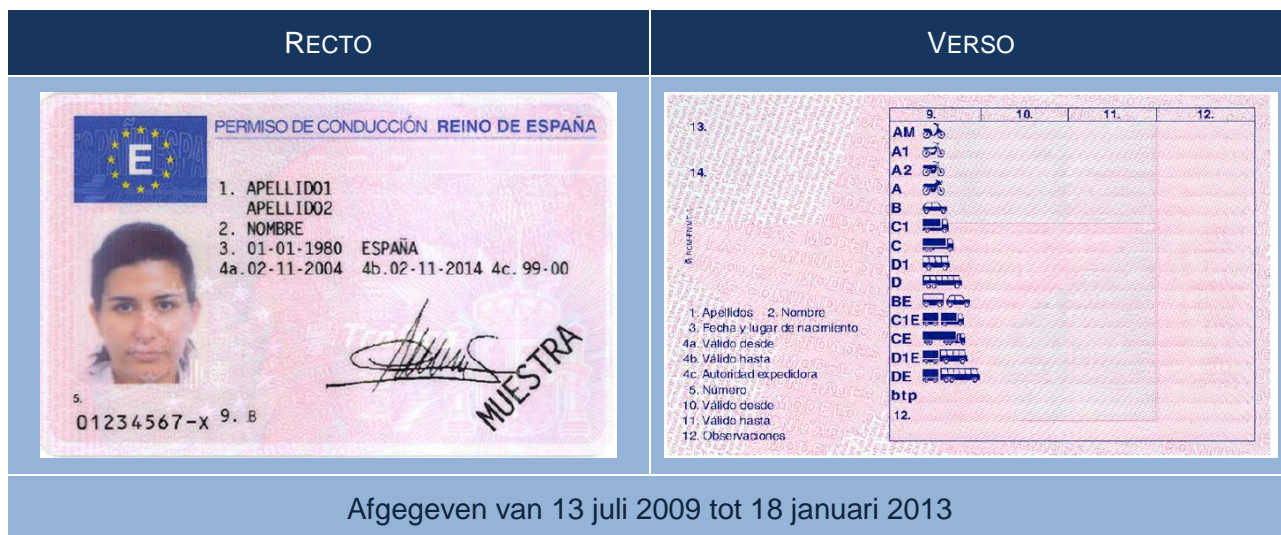 RECTO
VERSO
E
PERMISO DE CONDUCCIÓN REINO DE ESPAÑA
1. APELLIDO1
APELLIDO2
2. NOMBRE
3. 01-01-1980 ESPAÑA
4a.02-11-2004 4b.02-11-2014 4c. 99-00
MUESTRA
5.
01234567-X 9. B
13.
14.
1. Apellidos 2. Nombre
3. Fecha y lugar de nacimiento
4a. Válido desde
4b. Válido hasta
4c. Autoridad expedidora
5. Número
10. Válido desde
11. Válido hasta
12. Observaciones
9. 10. 11. 12.
AM
A1
A2
A
B
C1
C
D1
D
BE
C1E
CE
D1E
DE
btp
12.
Afgegeven van 13 juli 2009 tot 18 januari 2013